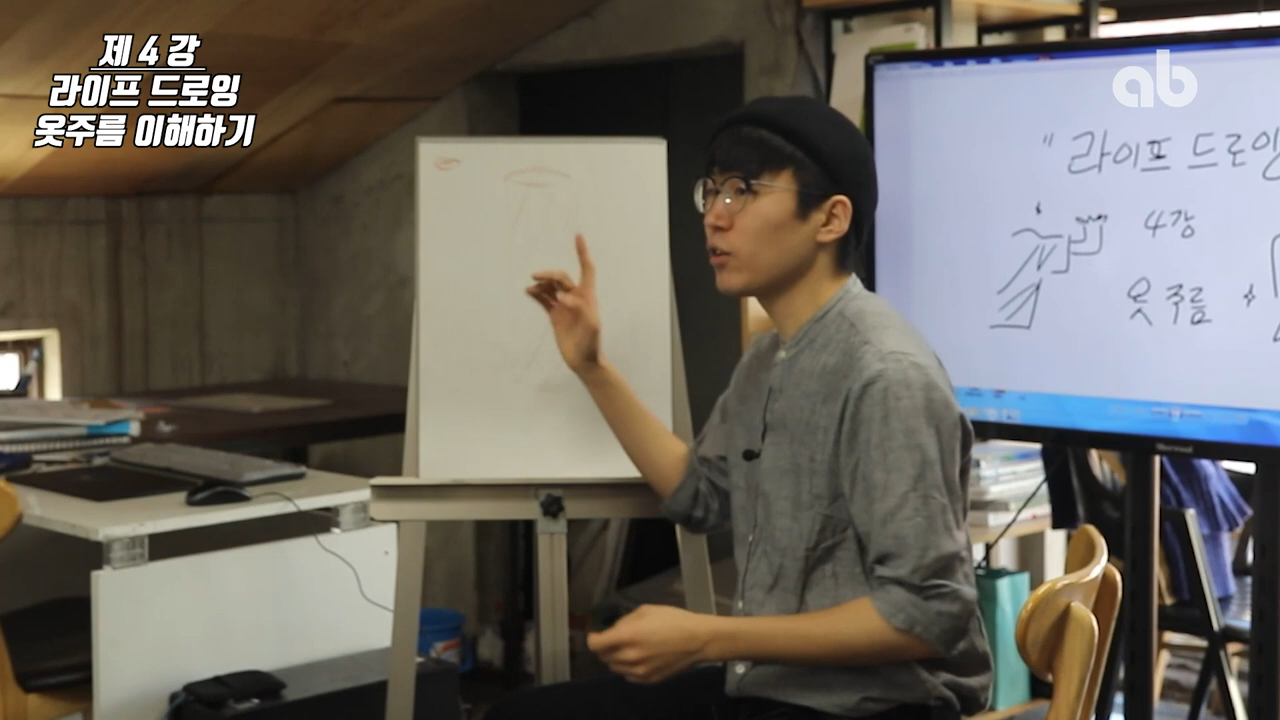 제 4 강
라이프 드로잉
옷주름 이해하기
ab
" 라이프 드로잉
4강
옷 주름 +